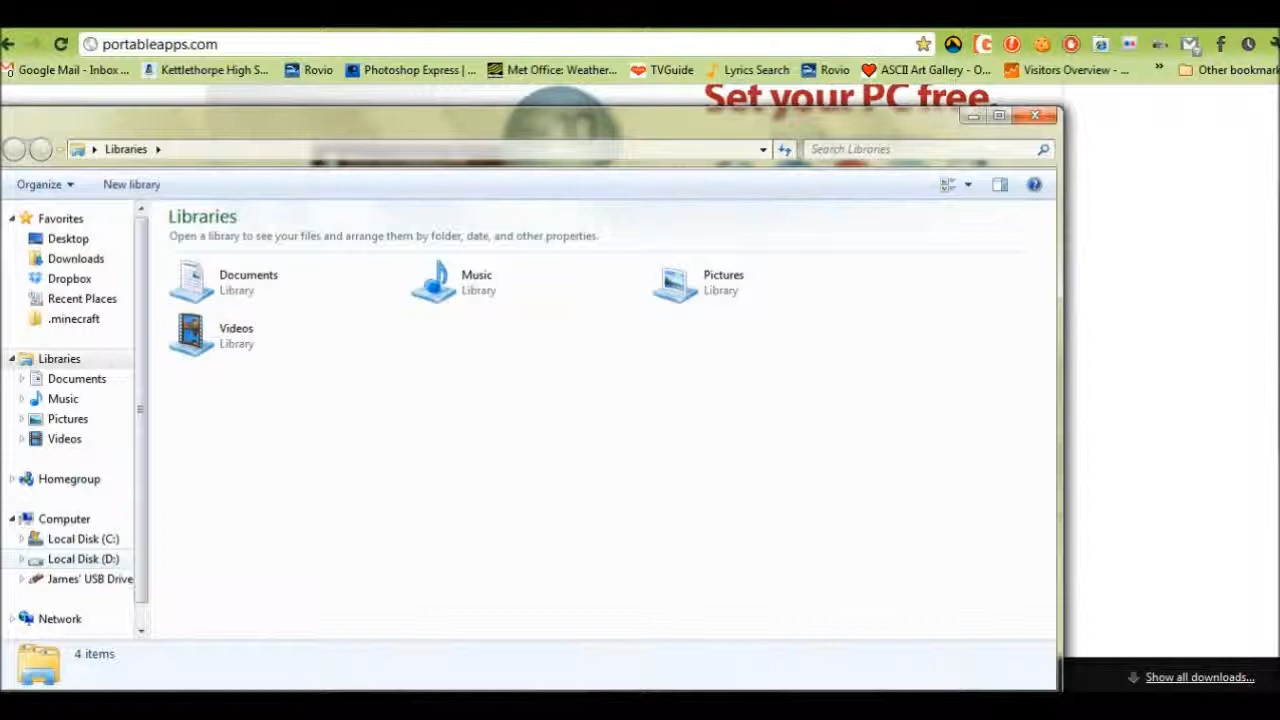 portableapps.com
Google Mail - Inbox ... Kettlethorpe High S... Rovio Photoshop Express | ... Met Office: Weather... TVGuide Lyrics Search Rovio ASCII Art Gallery - O... Visitors Overview - ... » Other bookmark
Set your PC free.
Libraries
Search Libraries
Organize New library
Favorites
Desktop
Downloads
Dropbox
Recent Places
.minecraft
Libraries
Documents
Music
Pictures
Videos
Homegroup
Computer
Local Disk (C:)
Local Disk (D:)
James' USB Drive
Network
Libraries
Open a library to see your files and arrange them by folder, date, and other properties.
Documents
Library
Music
Library
Pictures
Library
Videos
Library
4 items
Show all downloads...